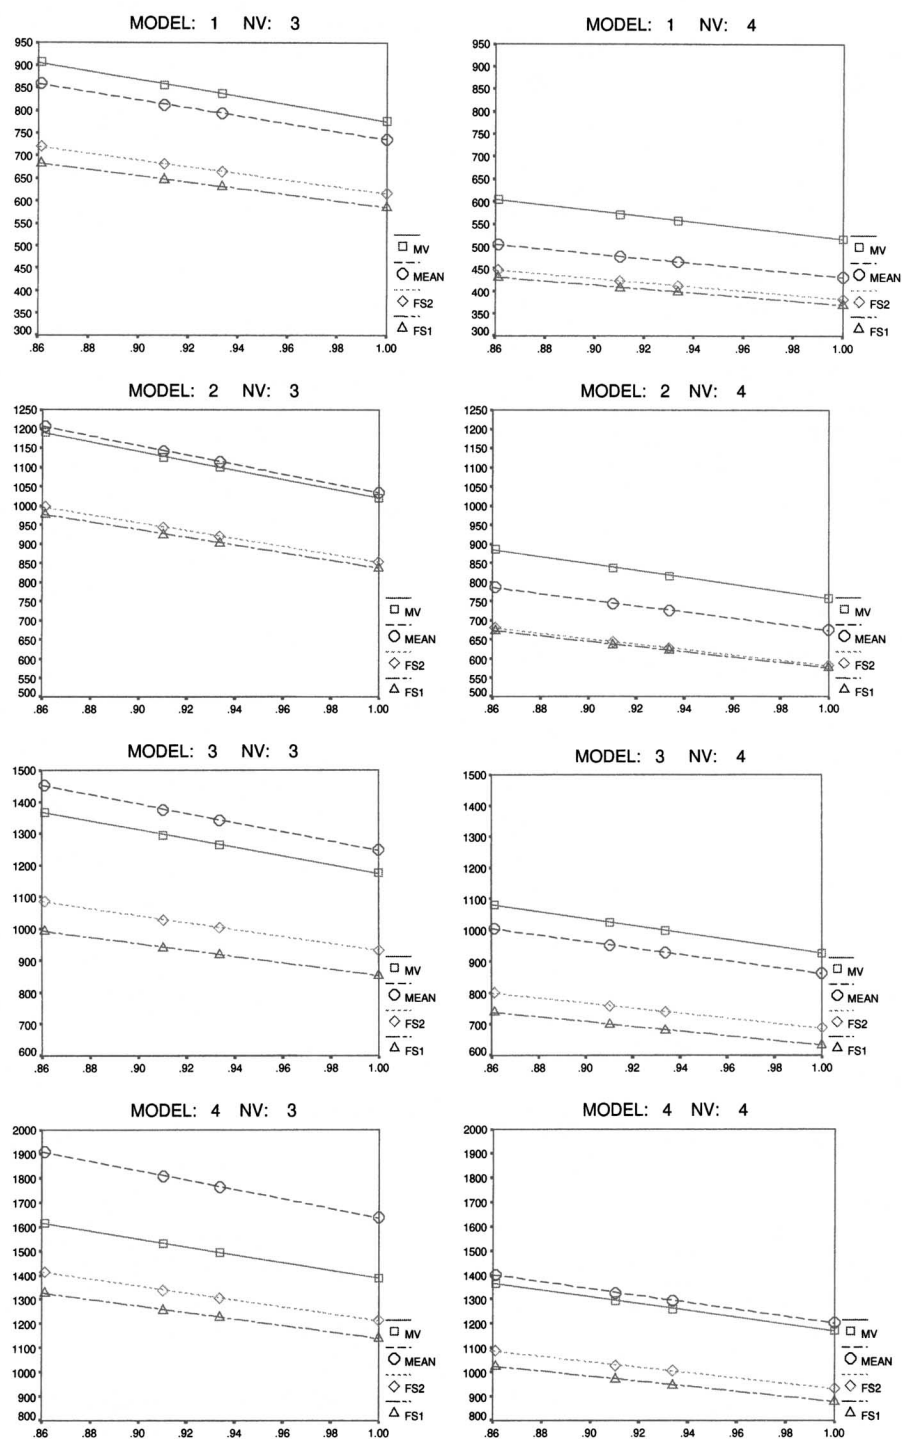 MODEL: 1 NV: 3
950
900
850
800
750
700
650
600
550
500
450
400
350
300
.86 .88 .90 .92 .94 .96 .98 1.00
MV
MEAN
FS2
FS1
MODEL: 1 NV: 4
950
900
850
800
750
700
650
600
550
500
450
400
350
300
.86 .88 .90 .92 .94 .96 .98 1.00
MV
MEAN
FS2
FS1
MODEL: 2 NV: 3
1250
1200
1150
1100
1050
1000
950
900
850
800
750
700
650
600
550
500
.86 .88 .90 .92 .94 .96 .98 1.00
MV
MEAN
FS2
FS1
MODEL: 2 NV: 4
1250
1200
1150
1100
1050
1000
950
900
850
800
750
700
650
600
550
500
.86 .88 .90 .92 .94 .96 .98 1.00
MV
MEAN
FS2
FS1
MODEL: 3 NV: 3
1500
1400
1300
1200
1100
1000
900
800
700
600
.86 .88 .90 .92 .94 .96 .98 1.00
MV
MEAN
FS2
FS1
MODEL: 3 NV: 4
1500
1400
1300
1200
1100
1000
900
800
700
600
.86 .88 .90 .92 .94 .96 .98 1.00
MV
MEAN
FS2
FS1
MODEL: 4 NV: 3
2000
1900
1800
1700
1600
1500
1400
1300
1200
1100
1000
900
800
.86 .88 .90 .92 .94 .96 .98 1.00
MV
MEAN
FS2
FS1
MODEL: 4 NV: 4
2000
1900
1800
1700
1600
1500
1400
1300
1200
1100
1000
900
800
.86 .88 .90 .92 .94 .96 .98 1.00
MV
MEAN
FS2
FS1